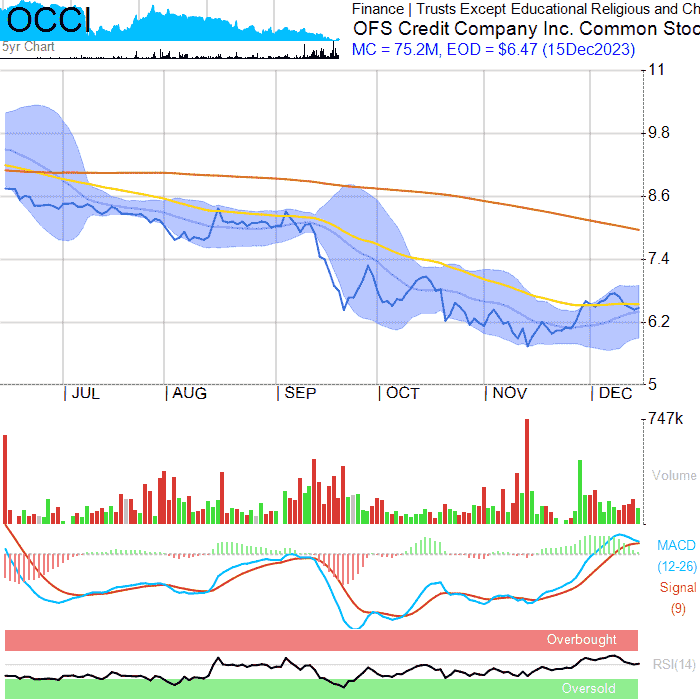 OCCI
5yr Chart
Finance | Trusts Except Educational Religious and Ch
OFS Credit Company Inc. Common Stoc
MC = 75.2M, EOD = $6.47 (15Dec2023)
11
9.8
8.6
7.4
6.2
5
JUL AUG SEP OCT NOV DEC
747k
Volume
MACD
(12-26)
Signal
(9)
Overbought
RSI(14)
Oversold